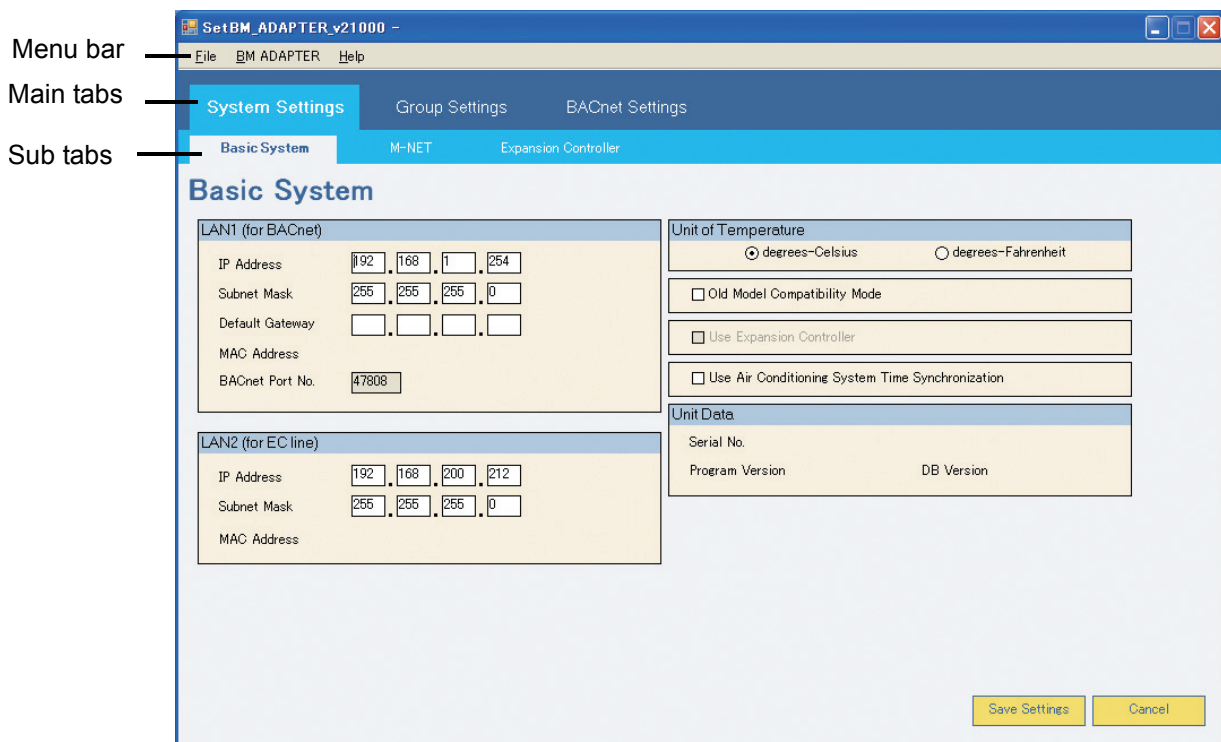 SetBM_ADAPTER_v21000 -
Menu bar
File BM ADAPTER Help
Main tabs
System Settings Group Settings BACnet Settings
Sub tabs
Basic System M-NET Expansion Controller
Basic System
LAN1 (for BACnet)
IP Address 192 . 168 . 1 . 254
Subnet Mask 255 . 255 . 255 . 0
Default Gateway . . .
MAC Address
BACnet Port No. 47808
LAN2 (for EC line)
IP Address 192 . 168 . 200 . 212
Subnet Mask 255 . 255 . 255 . 0
MAC Address
Unit of Temperature
degrees-Celsius degrees-Fahrenheit
Old Model Compatibility Mode
Use Expansion Controller
Use Air Conditioning System Time Synchronization
Unit Data
Serial No.
Program Version DB Version
Save Settings Cancel